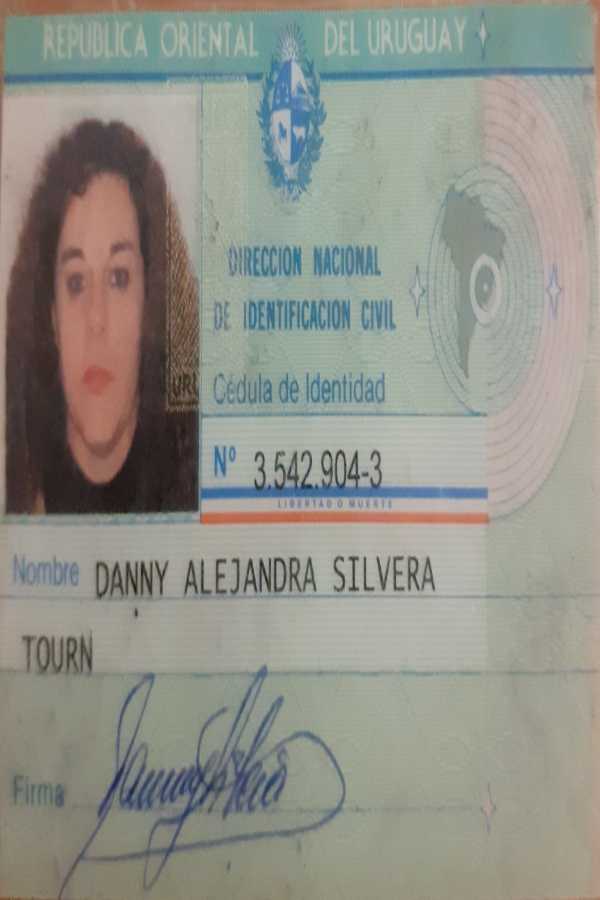 REPUBLICA ORIENTAL DEL URUGUAY
DIRECCION NACIONAL
DE IDENTIFICACION CIVIL
URU
Cédula de Identidad
Nº 3.542.904-3
LIBERTAD O MUERTE
Nombre DANNY ALEJANDRA SILVERA
TOURN
Firma